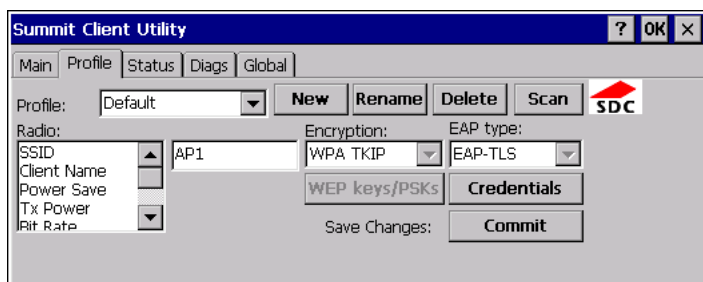 Summit Client Utility ? OK ×
Main Profile Status Diags Global
Profile: Default New Rename Delete Scan SDC
Radio: Encryption: EAP type:
SSID AP1 WPA TKIP EAP-TLS
Client Name
Power Save WEP keys/PSKs Credentials
Tx Power
Bit Rate Save Changes: Commit